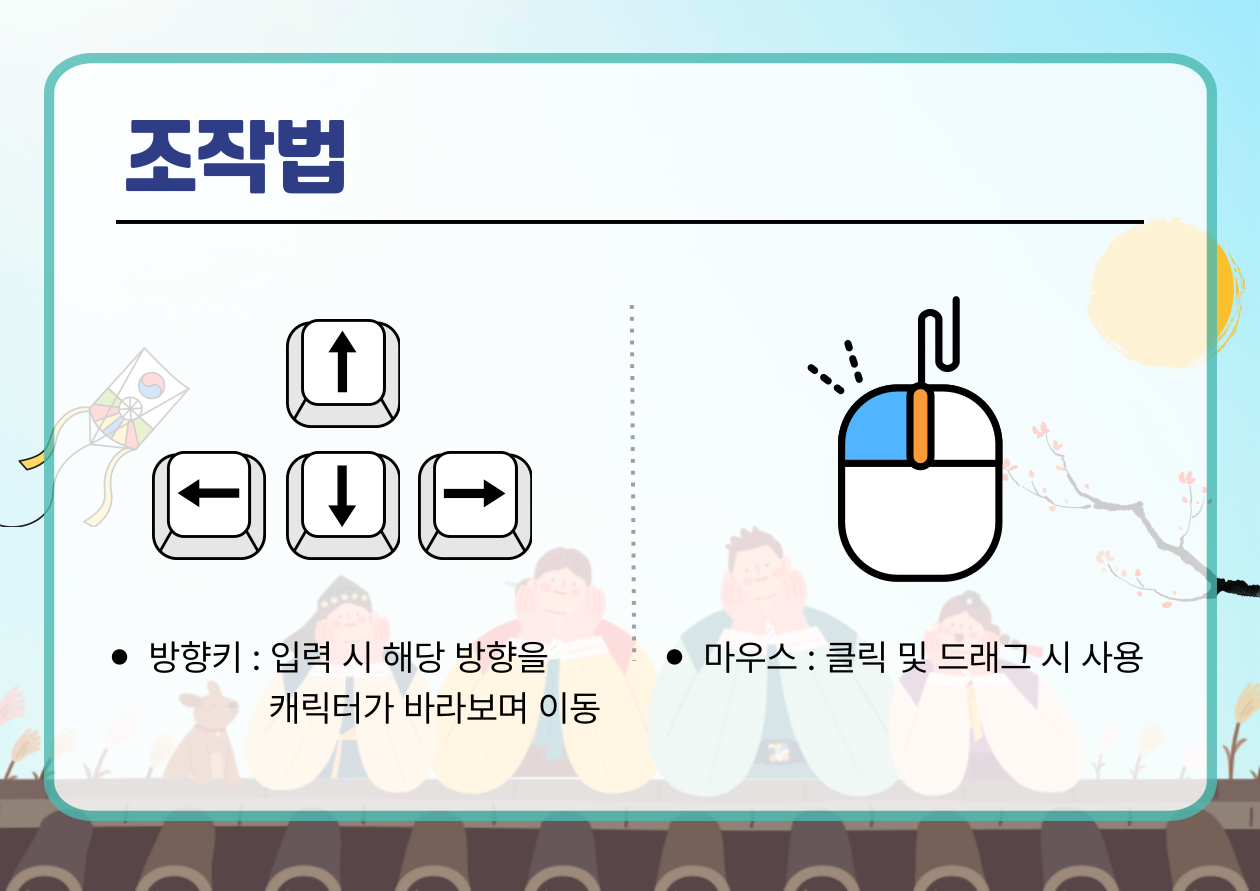 조작법
• 방향키 : 입력 시 해당 방향을
캐릭터가 바라보며 이동
• 마우스 : 클릭 및 드래그 시 사용